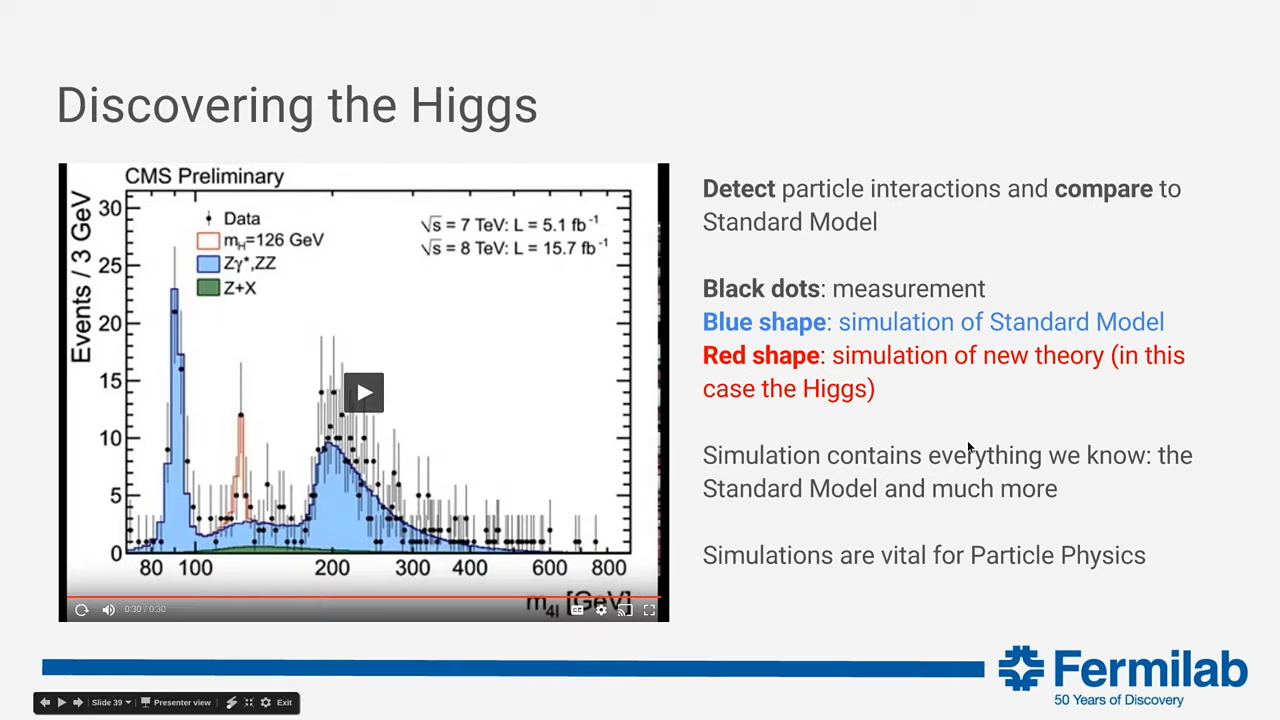 Discovering the Higgs
CMS Preliminary
Events / 3 GeV
30
25
20
15
10
5
0
Data
m_H=126 GeV
Zγ*,ZZ
Z+X
√s = 7 TeV: L = 5.1 fb⁻¹
√s = 8 TeV: L = 15.7 fb⁻¹
80 100 200 300 400 600 800
m_4l [GeV]
0:30 / 0:30
Detect particle interactions and compare to
Standard Model
Black dots: measurement
Blue shape: simulation of Standard Model
Red shape: simulation of new theory (in this
case the Higgs)
Simulation contains everything we know: the
Standard Model and much more
Simulations are vital for Particle Physics
Fermilab
50 Years of Discovery
Slide 39 Presenter view Exit